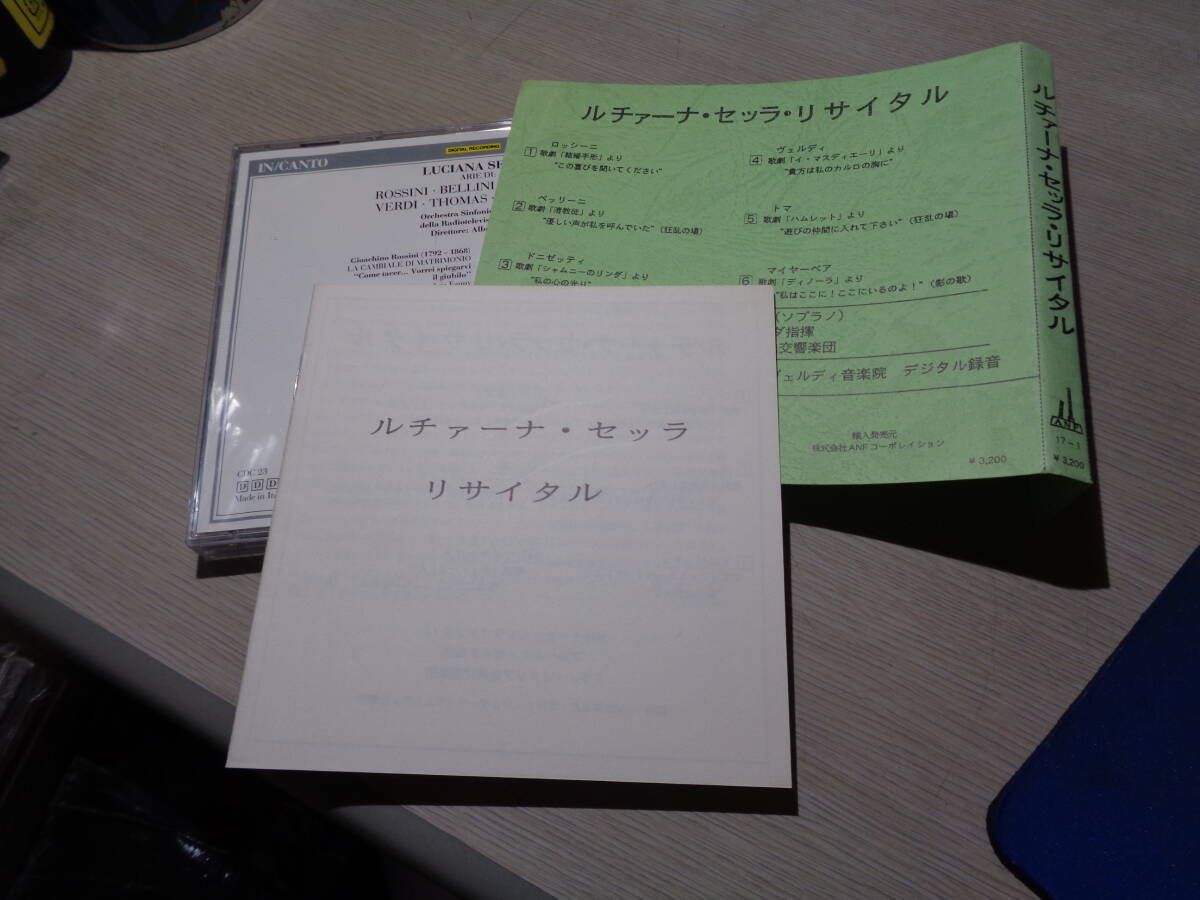 IN/CANTO
DIGITAL RECORDING
LUCIANA SE
ARIE DI
ROSSINI · BELLINI
VERDI · THOMAS
Orchestra Sinfonic
della Radiotelevis
Direttore: Albe
Gioachino Rossini (1792 - 1868)
LA CAMBIALE DI MATRIMONIO
"Come tacer... Vorrei spiegarvi
il giubilo"
Fanny
CDC 23
DDD
Made in It
ルチァーナ・セッラ・リサイタル
1 ロッシーニ
歌劇「結婚手形」より
"この喜びを聞いてください"
2 ベッリーニ
歌劇「清教徒」より
"優しい声が私を呼んでいた"(狂乱の場)
3 ドニゼッティ
歌劇「シャムニーのリンダ」より
"私の心の光り"
4 ヴェルディ
歌劇「イ・マスディエーリ」より
"貴方は私のカルロの胸に"
5 トマ
歌劇「ハムレット」より
"遊びの仲間に入れて下さい"(狂乱の場)
6 マイヤーベア
歌劇「ディノーラ」より
"私はここに!ここにいるのよ!"(影の歌)
(ソプラノ)
ダ指揮
交響楽団
ヴェルディ音楽院 デジタル録音
輸入発売元
株式会社ANFコーポレイション
¥3,200
ルチァーナ・セッラ・リサイタル
ANF
17-1
¥3,200
ルチァーナ・セッラ
リサイタル